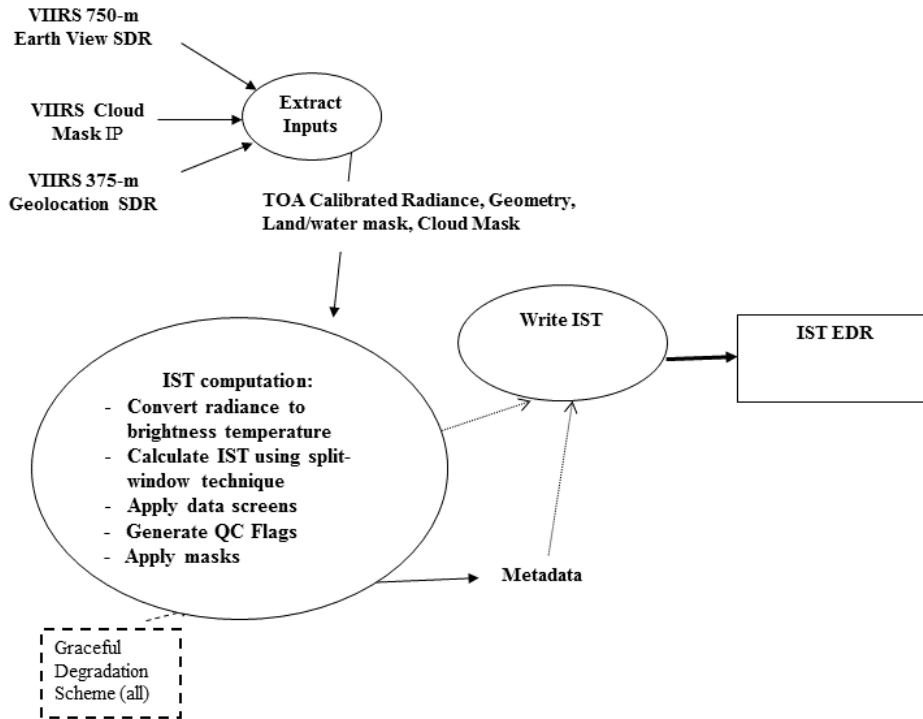 VIIRS 750-m
Earth View SDR
Extract
Inputs
VIIRS Cloud
Mask IP
VIIRS 375-m
Geolocation SDR
TOA Calibrated Radiance, Geometry,
Land/water mask, Cloud Mask
Write IST
IST EDR
IST computation:
- Convert radiance to
brightness temperature
- Calculate IST using split-
window technique
- Apply data screens
- Generate QC Flags
- Apply masks
Metadata
Graceful
Degradation
Scheme (all)